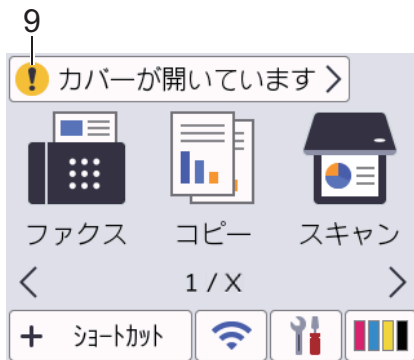 9
! カバーが開いています >
ファクス コピー スキャン
< 1 / X >
+ ショートカット